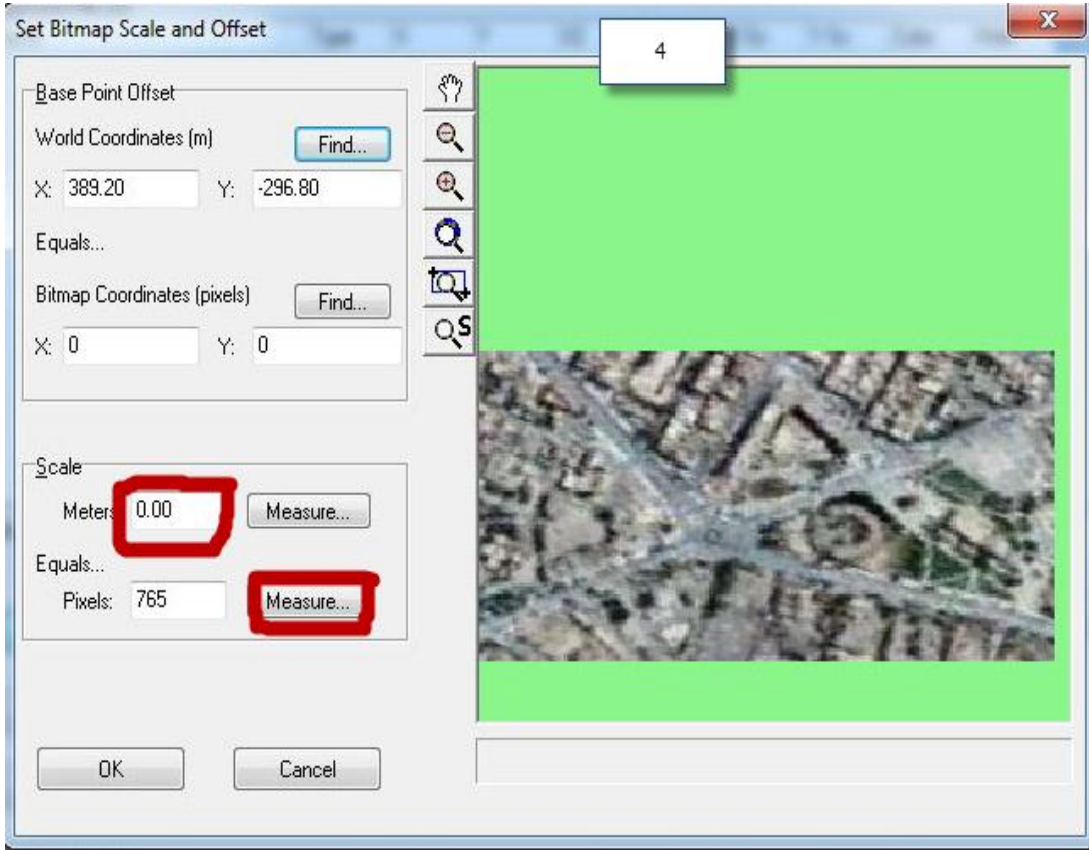 Set Bitmap Scale and Offset
4
Base Point Offset
World Coordinates (m)
Find...
X: 389.20 Y: -296.80
Equals...
Bitmap Coordinates (pixels)
Find...
X: 0 Y: 0
S
Scale
Meters 0.00 Measure...
Equals...
Pixels: 765 Measure...
OK Cancel